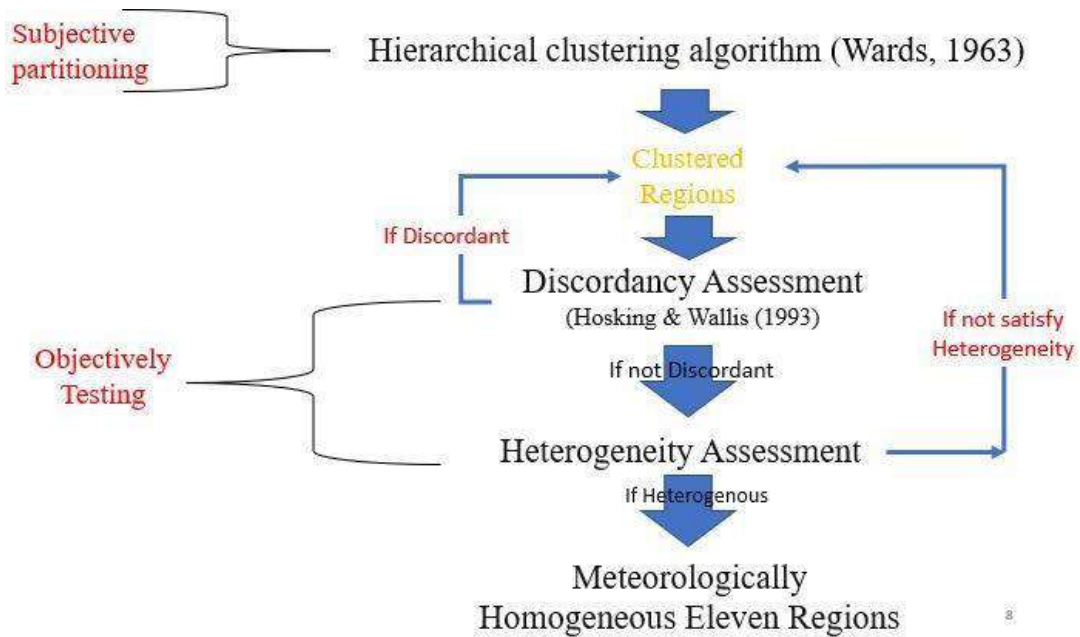 Subjective
partitioning
Hierarchical clustering algorithm (Wards, 1963)
Clustered
Regions
If Discordant
Discordancy Assessment
(Hosking & Wallis (1993)
If not satisfy
Heterogeneity
Objectively
Testing
If not Discordant
Heterogeneity Assessment
If Heterogenous
Meteorologically
Homogeneous Eleven Regions
8